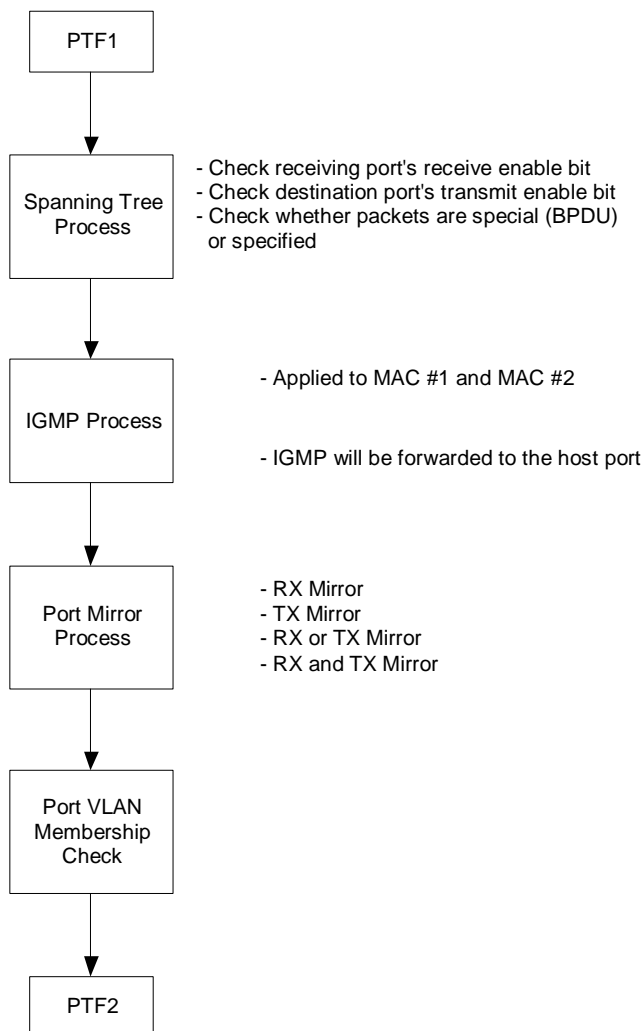 PTF1
Spanning Tree
Process
- Check receiving port's receive enable bit
- Check destination port's transmit enable bit
- Check whether packets are special (BPDU)
or specified
IGMP Process
- Applied to MAC #1 and MAC #2
- IGMP will be forwarded to the host port
Port Mirror
Process
- RX Mirror
- TX Mirror
- RX or TX Mirror
- RX and TX Mirror
Port VLAN
Membership
Check
PTF2